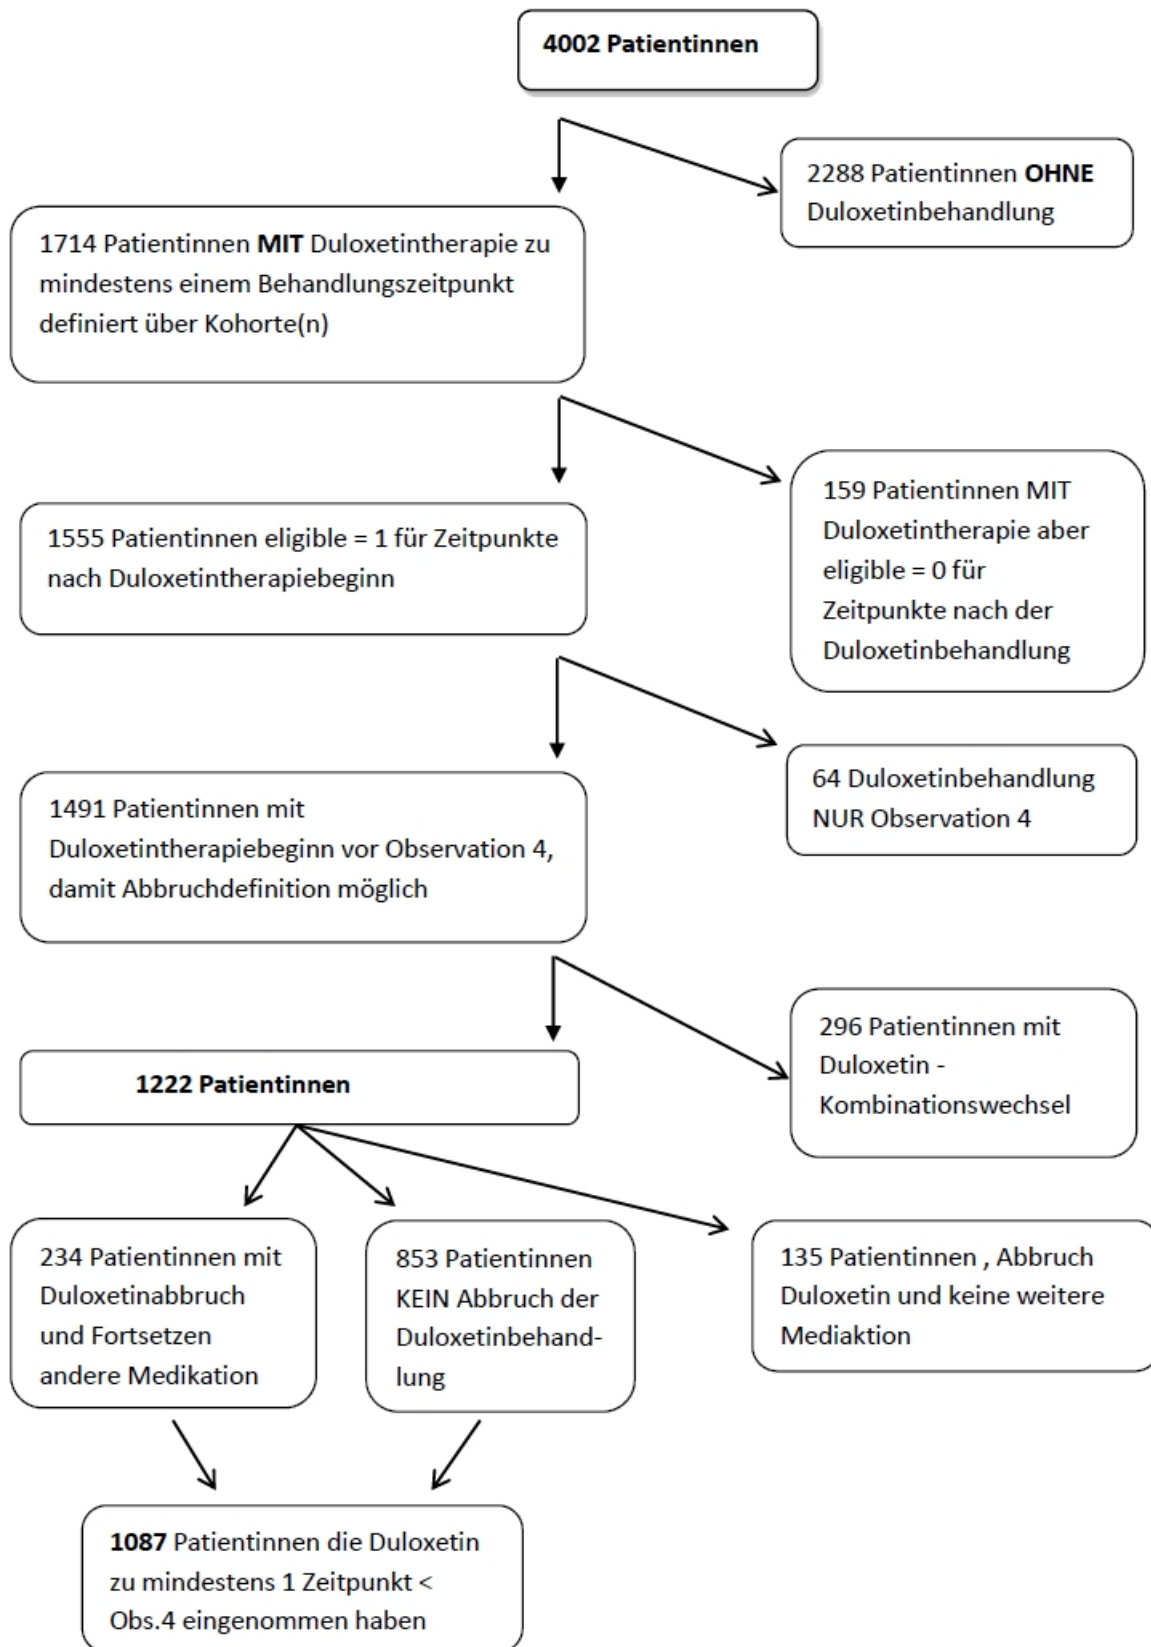 4002 Patientinnen
2288 Patientinnen OHNE
Duloxetinbehandlung
1714 Patientinnen MIT Duloxetintherapie zu
mindestens einem Behandlungszeitpunkt
definiert über Kohorte(n)
159 Patientinnen MIT
Duloxetintherapie aber
eligible = 0 für
Zeitpunkte nach der
Duloxetinbehandlung
1555 Patientinnen eligible = 1 für Zeitpunkte
nach Duloxetintherapiebeginn
64 Duloxetinbehandlung
NUR Observation 4
1491 Patientinnen mit
Duloxetintherapiebeginn vor Observation 4,
damit Abbruchdefinition möglich
296 Patientinnen mit
Duloxetin -
Kombinationswechsel
1222 Patientinnen
234 Patientinnen mit
Duloxetinabbruch
und Fortsetzen
andere Medikation
853 Patientinnen
KEIN Abbruch der
Duloxetinbehand-
lung
135 Patientinnen , Abbruch
Duloxetin und keine weitere
Mediaktion
1087 Patientinnen die Duloxetin
zu mindestens 1 Zeitpunkt <
Obs.4 eingenommen haben